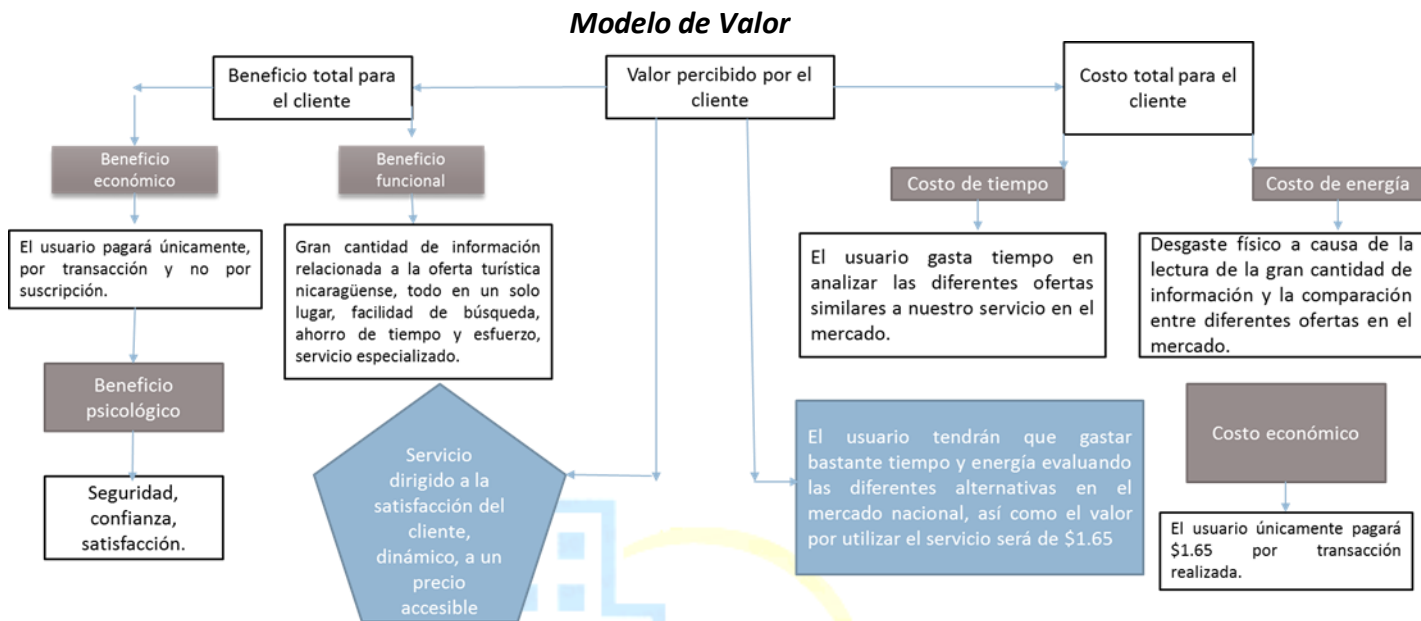 Modelo de Valor
Beneficio total para
el cliente
Valor percibido por el
cliente
Costo total para el
cliente
Beneficio
económico
Beneficio
funcional
Costo de tiempo
Costo de energía
El usuario pagará únicamente,
por transacción y no por
suscripción.
Gran cantidad de información
relacionada a la oferta turística
nicaragüense, todo en un solo
lugar, facilidad de búsqueda,
ahorro de tiempo y esfuerzo,
servicio especializado.
El usuario gasta tiempo en
analizar las diferentes ofertas
similares a nuestro servicio en el
mercado.
Desgaste físico a causa de la
lectura de la gran cantidad de
información y la comparación
entre diferentes ofertas en el
mercado.
Beneficio
psicológico
Seguridad,
confianza,
satisfacción.
Servicio
dirigido a la
satisfacción del
cliente,
dinámico, a un
precio
accesible
El usuario tendrán que gastar
bastante tiempo y energía evaluando
las diferentes alternativas en el
mercado nacional, así como el valor
por utilizar el servicio será de $1.65
Costo económico
El usuario únicamente pagará
$1.65 por transacción
realizada.